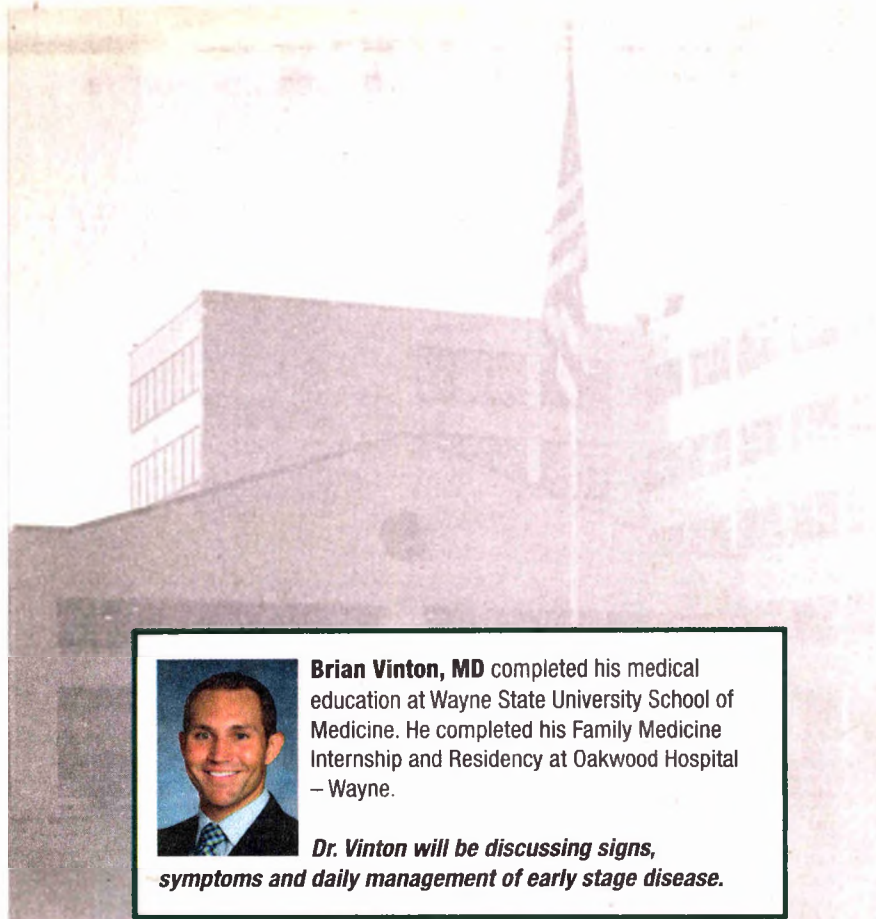 Brian Vinton, MD completed his medical
education at Wayne State University School of
Medicine. He completed his Family Medicine
Internship and Residency at Oakwood Hospital
– Wayne.
Dr. Vinton will be discussing signs,
symptoms and daily management of early stage disease.